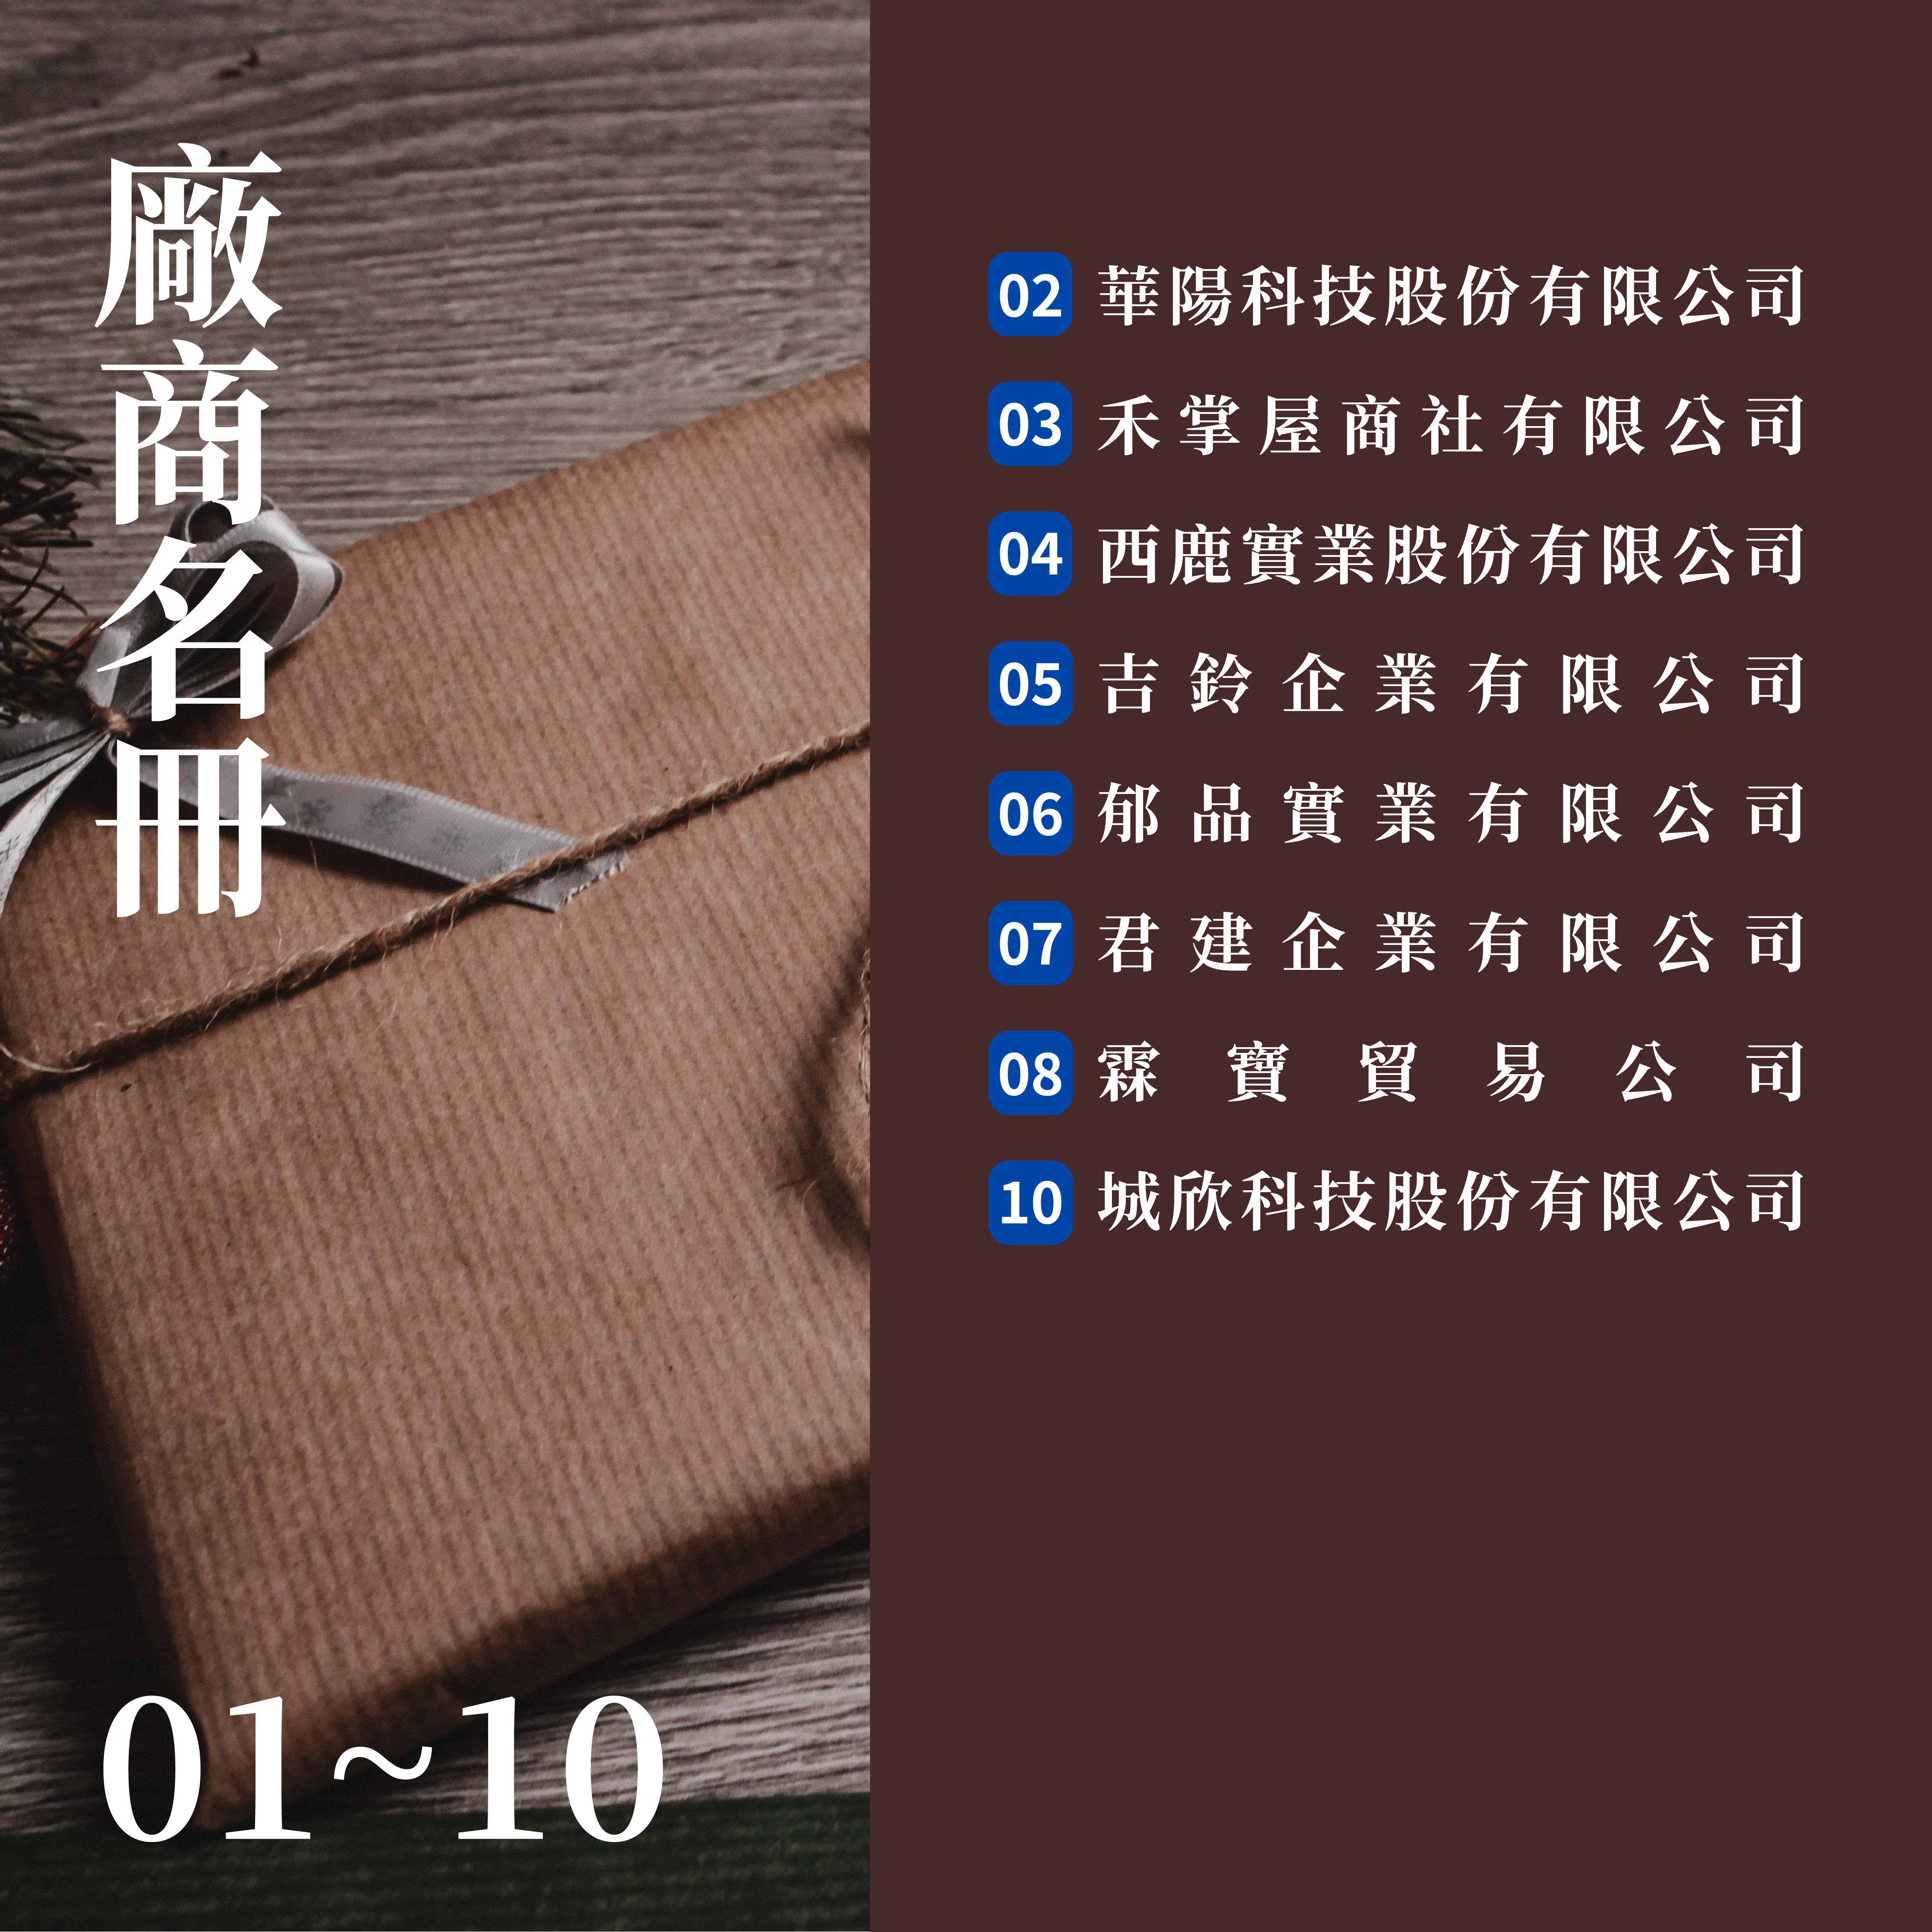 廠商名冊
01~10
02 華陽科技股份有限公司
03 禾掌屋商社有限公司
04 西鹿實業股份有限公司
05 吉鈴企業有限公司
06 郁品實業有限公司
07 君建企業有限公司
08 霖寶貿易公司
10 城欣科技股份有限公司